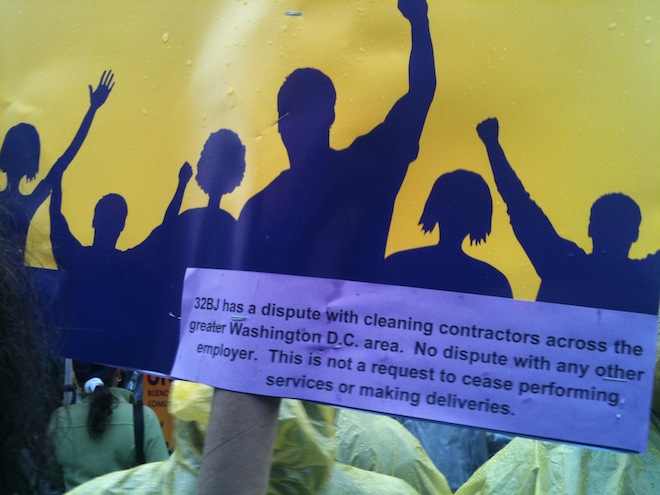 32BJ has a dispute with cleaning contractors across the
greater Washington D.C. area. No dispute with any other
employer. This is not a request to cease performing
services or making deliveries.